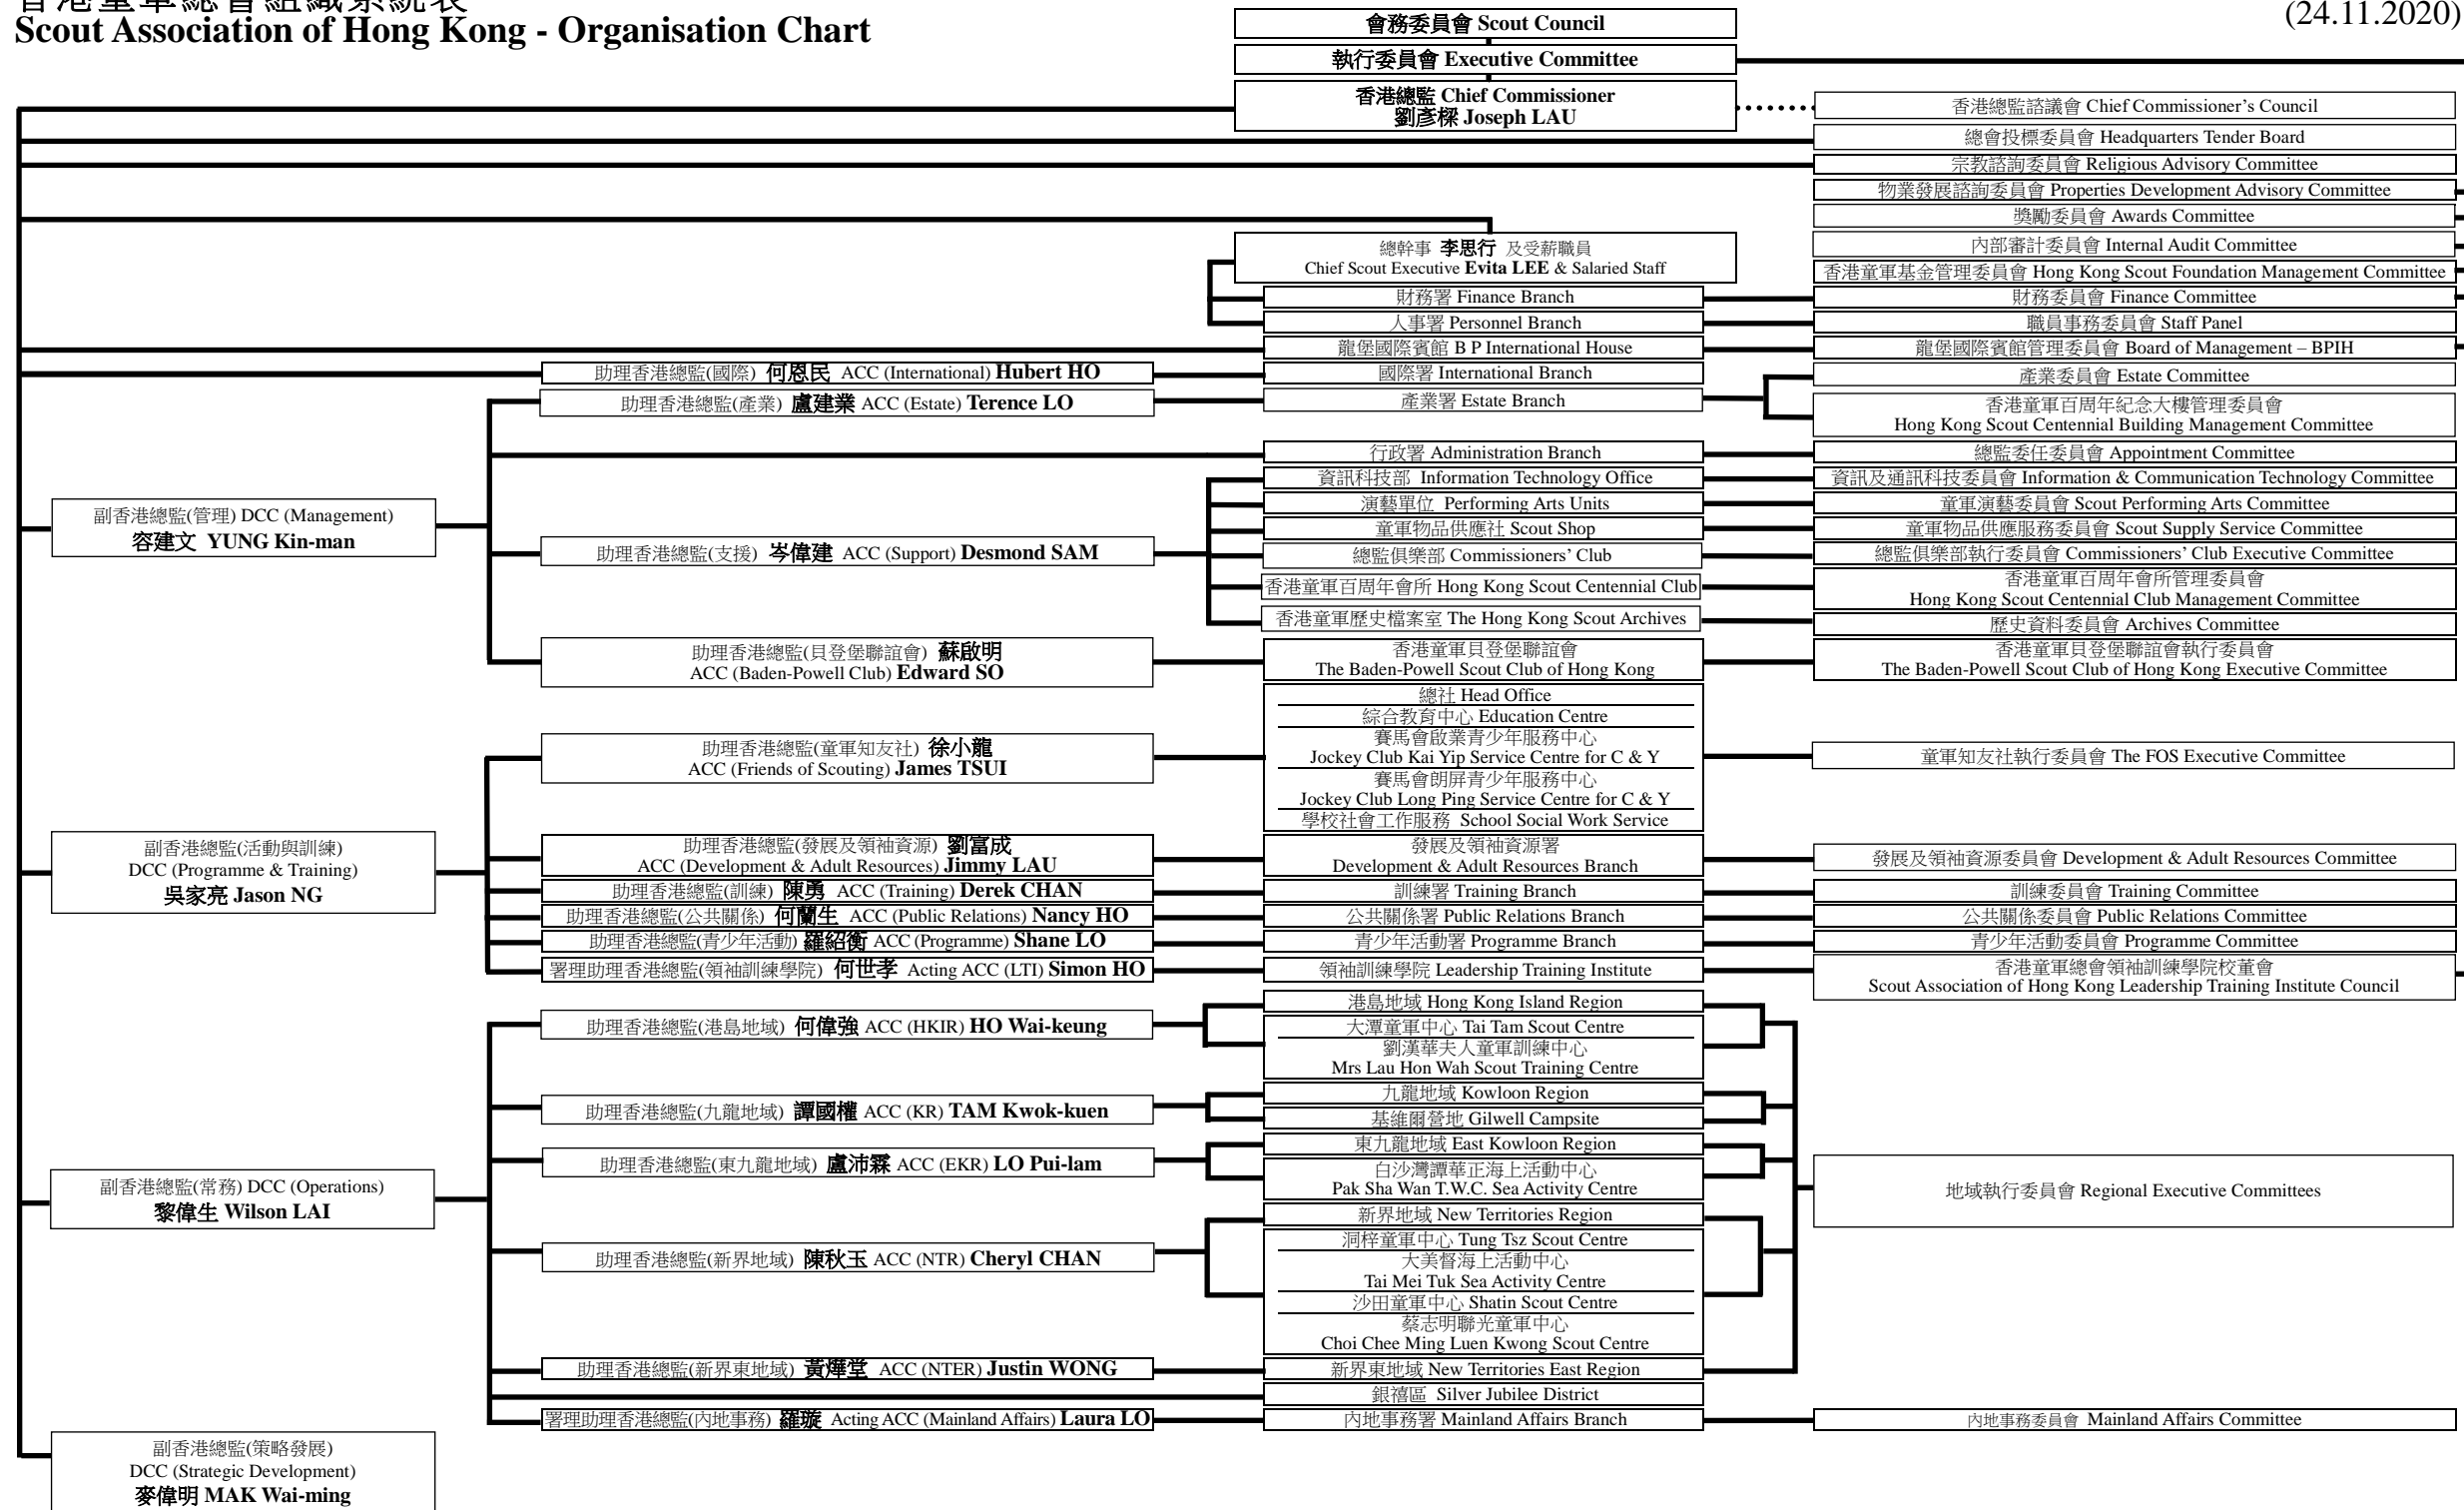 香港童軍總會組織系統表
Scout Association of Hong Kong - Organisation Chart
(24.11.2020)
會務委員會 Scout Council
執行委員會 Executive Committee
香港總監 Chief Commissioner
劉彥樑 Joseph LAU
香港總監諮議會 Chief Commissioner's Council
總會投標委員會 Headquarters Tender Board
宗教諮詢委員會 Religious Advisory Committee
物業發展諮詢委員會 Properties Development Advisory Committee
獎勵委員會 Awards Committee
總幹事 李思行 及受薪職員
Chief Scout Executive Evita LEE & Salaried Staff
內部審計委員會 Internal Audit Committee
香港童軍基金管理委員會 Hong Kong Scout Foundation Management Committee
財務署 Finance Branch
財務委員會 Finance Committee
人事署 Personnel Branch
職員事務委員會 Staff Panel
龍堡國際賓館 B P International House
龍堡國際賓館管理委員會 Board of Management – BPIH
助理香港總監(國際) 何恩民 ACC (International) Hubert HO
國際署 International Branch
助理香港總監(產業) 盧建業 ACC (Estate) Terence LO
產業署 Estate Branch
產業委員會 Estate Committee
香港童軍百周年紀念大樓管理委員會
Hong Kong Scout Centennial Building Management Committee
行政署 Administration Branch
總監委任委員會 Appointment Committee
副香港總監(管理) DCC (Management)
容建文 YUNG Kin-man
助理香港總監(支援) 岑偉建 ACC (Support) Desmond SAM
資訊科技部 Information Technology Office
資訊及通訊科技委員會 Information & Communication Technology Committee
演藝單位 Performing Arts Units
童軍演藝委員會 Scout Performing Arts Committee
童軍物品供應社 Scout Shop
童軍物品供應服務委員會 Scout Supply Service Committee
總監俱樂部 Commissioners' Club
總監俱樂部執行委員會 Commissioners' Club Executive Committee
香港童軍百周年會所 Hong Kong Scout Centennial Club
香港童軍百周年會所管理委員會
Hong Kong Scout Centennial Club Management Committee
香港童軍歷史檔案室 The Hong Kong Scout Archives
歷史資料委員會 Archives Committee
助理香港總監(貝登堡聯誼會) 蘇啟明
ACC (Baden-Powell Club) Edward SO
香港童軍貝登堡聯誼會
The Baden-Powell Scout Club of Hong Kong
香港童軍貝登堡聯誼會執行委員會
The Baden-Powell Scout Club of Hong Kong Executive Committee
副香港總監(活動與訓練)
DCC (Programme & Training)
吳家亮 Jason NG
助理香港總監(童軍知友社) 徐小龍
ACC (Friends of Scouting) James TSUI
總社 Head Office
綜合教育中心 Education Centre
賽馬會啟業青少年服務中心
Jockey Club Kai Yip Service Centre for C & Y
賽馬會朗屏青少年服務中心
Jockey Club Long Ping Service Centre for C & Y
學校社會工作服務 School Social Work Service
童軍知友社執行委員會 The FOS Executive Committee
助理香港總監(發展及領袖資源) 劉富成
ACC (Development & Adult Resources) Jimmy LAU
發展及領袖資源署
Development & Adult Resources Branch
發展及領袖資源委員會 Development & Adult Resources Committee
助理香港總監(訓練) 陳勇 ACC (Training) Derek CHAN
訓練署 Training Branch
訓練委員會 Training Committee
助理香港總監(公共關係) 何蘭生 ACC (Public Relations) Nancy HO
公共關係署 Public Relations Branch
公共關係委員會 Public Relations Committee
助理香港總監(青少年活動) 羅紹衡 ACC (Programme) Shane LO
青少年活動署 Programme Branch
青少年活動委員會 Programme Committee
署理助理香港總監(領袖訓練學院) 何世孝 Acting ACC (LTI) Simon HO
領袖訓練學院 Leadership Training Institute
香港童軍總會領袖訓練學院校董會
Scout Association of Hong Kong Leadership Training Institute Council
副香港總監(常務) DCC (Operations)
黎偉生 Wilson LAI
助理香港總監(港島地域) 何偉強 ACC (HKIR) HO Wai-keung
港島地域 Hong Kong Island Region
大潭童軍中心 Tai Tam Scout Centre
劉漢華夫人童軍訓練中心
Mrs Lau Hon Wah Scout Training Centre
助理香港總監(九龍地域) 譚國權 ACC (KR) TAM Kwok-kuen
九龍地域 Kowloon Region
基維爾營地 Gilwell Campsite
助理香港總監(東九龍地域) 盧沛霖 ACC (EKR) LO Pui-lam
東九龍地域 East Kowloon Region
白沙灣譚華正海上活動中心
Pak Sha Wan T.W.C. Sea Activity Centre
地域執行委員會 Regional Executive Committees
助理香港總監(新界地域) 陳秋玉 ACC (NTR) Cheryl CHAN
新界地域 New Territories Region
洞梓童軍中心 Tung Tsz Scout Centre
大美督海上活動中心
Tai Mei Tuk Sea Activity Centre
沙田童軍中心 Shatin Scout Centre
蔡志明聯光童軍中心
Choi Chee Ming Luen Kwong Scout Centre
助理香港總監(新界東地域) 黃燁堂 ACC (NTER) Justin WONG
新界東地域 New Territories East Region
銀禧區 Silver Jubilee District
署理助理香港總監(內地事務) 羅璇 Acting ACC (Mainland Affairs) Laura LO
內地事務署 Mainland Affairs Branch
內地事務委員會 Mainland Affairs Committee
副香港總監(策略發展)
DCC (Strategic Development)
麥偉明 MAK Wai-ming